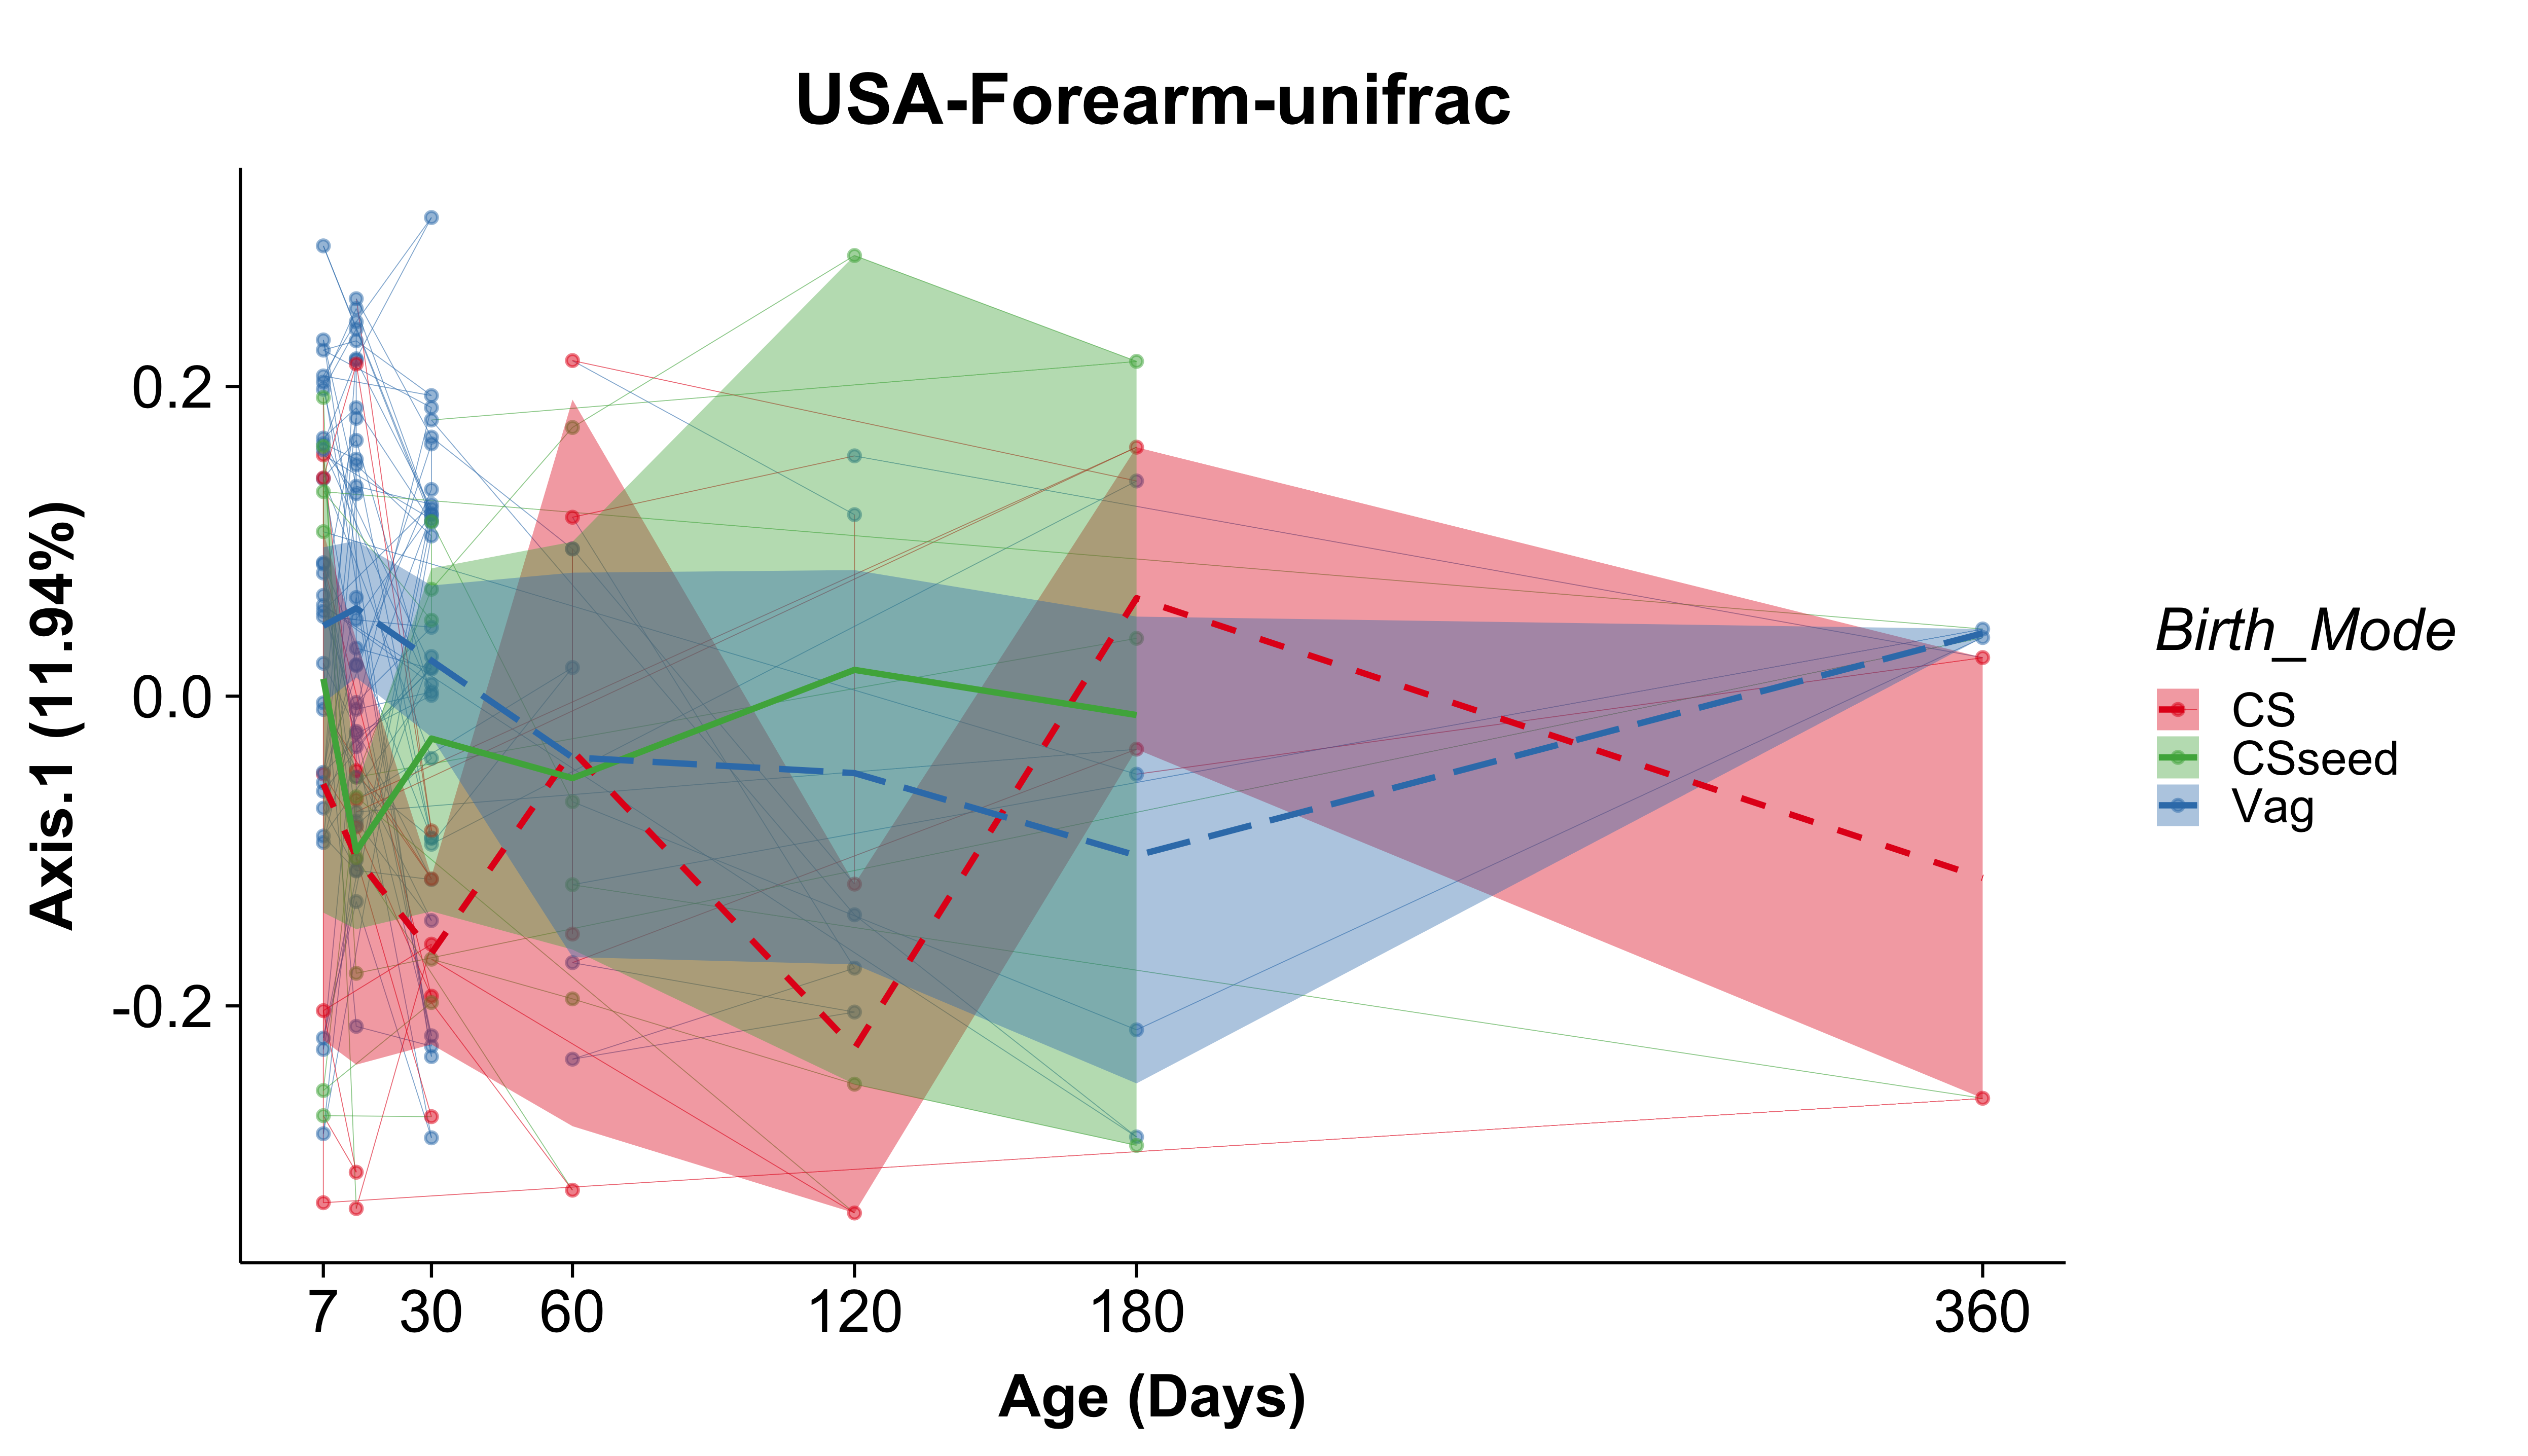 USA-Forearm-unifrac
Axis.1 (11.94%)
0.2
0.0
-0.2
7 30 60 120 180 360
Age (Days)
Birth_Mode
CS
CSseed
Vag